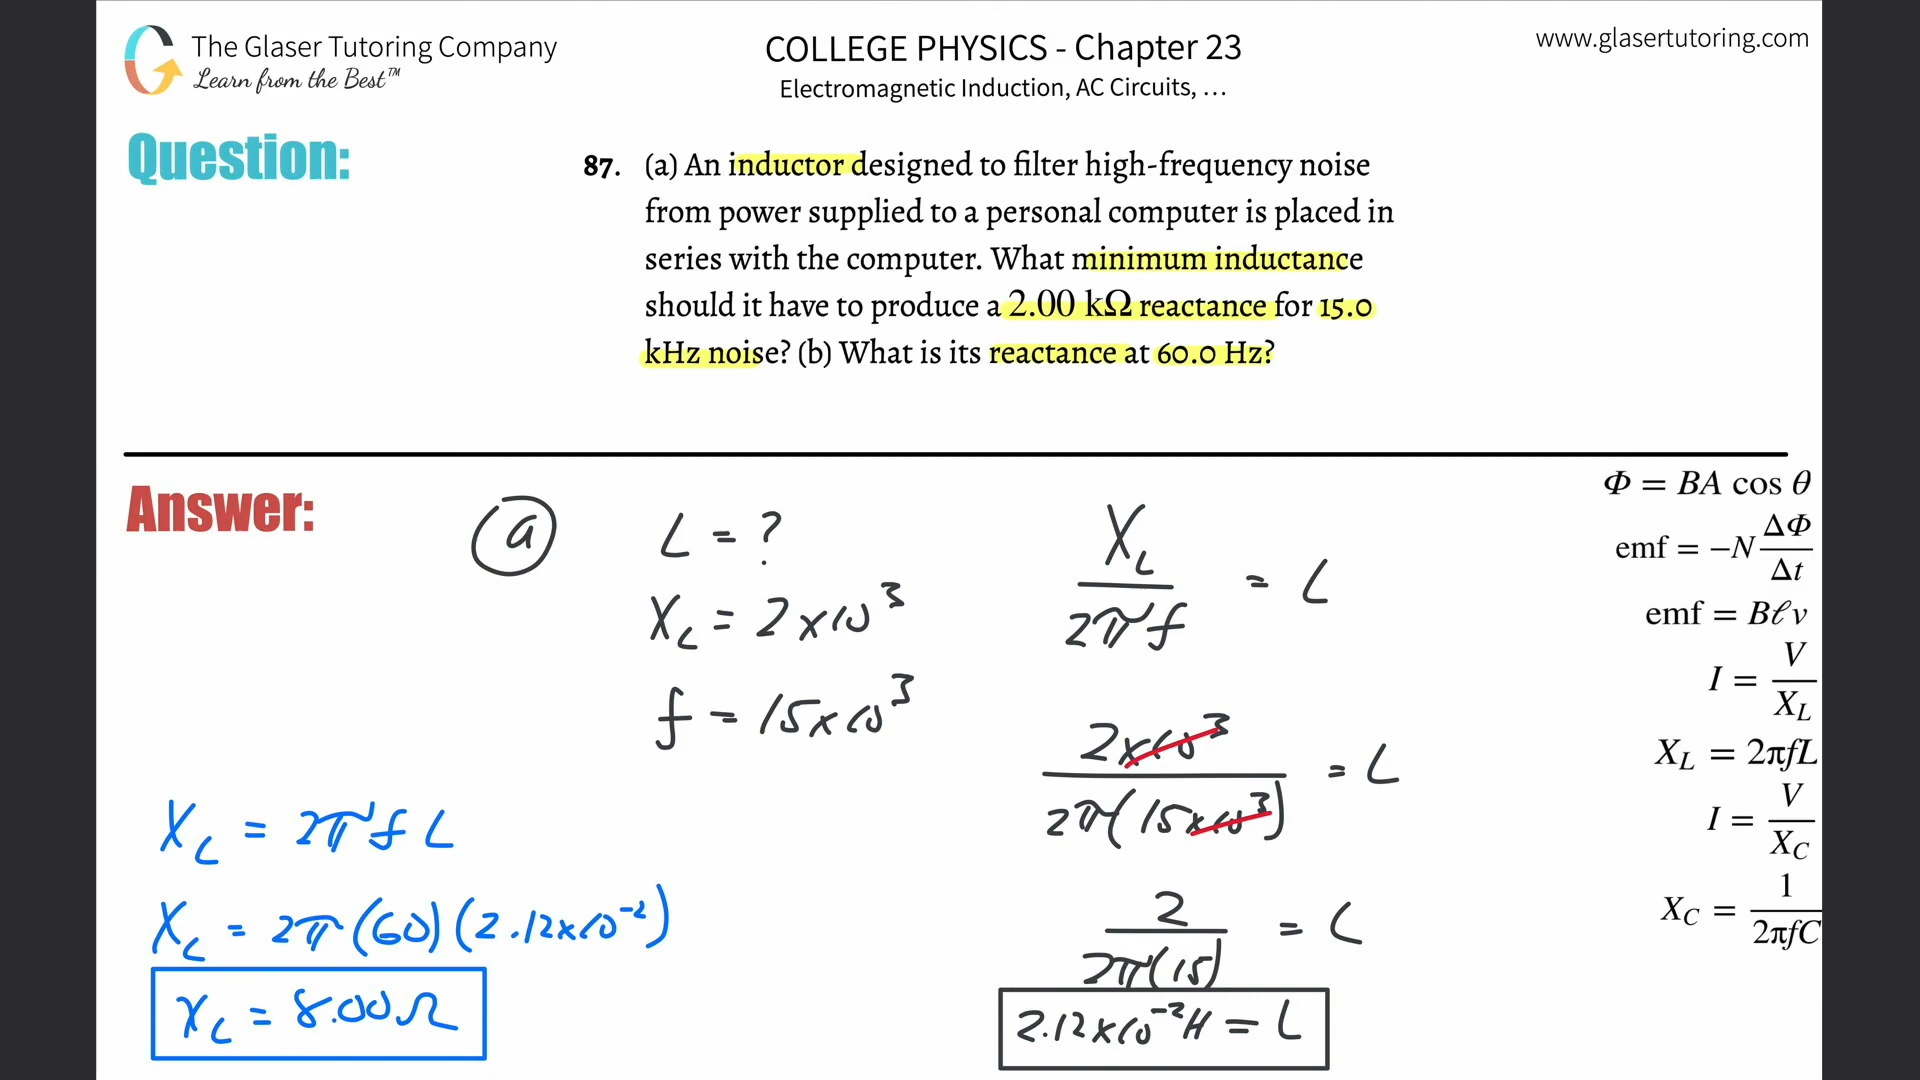 The Glaser Tutoring Company
Learn from the Best™
COLLEGE PHYSICS - Chapter 23
Electromagnetic Induction, AC Circuits, …
www.glasertutoring.com
Question:
87. (a) An inductor designed to filter high-frequency noise
from power supplied to a personal computer is placed in
series with the computer. What minimum inductance
should it have to produce a 2.00 kΩ reactance for 15.0
kHz noise? (b) What is its reactance at 60.0 Hz?
Answer:
a
L = ?
X_L = 2x10^3
f = 15x10^3
X_L / 2πf = L
2x10^3 / 2π(15x10^3) = L
2 / 2π(15) = L
2.12x10^-2 H = L
X_L = 2πfL
X_L = 2π(60)(2.12x10^-2)
X_L = 8.00Ω
Φ = BA cos θ
emf = −N ΔΦ / Δt
emf = Bℓv
I = V / X_L
X_L = 2πfL
I = V / X_C
X_C = 1 / 2πfC